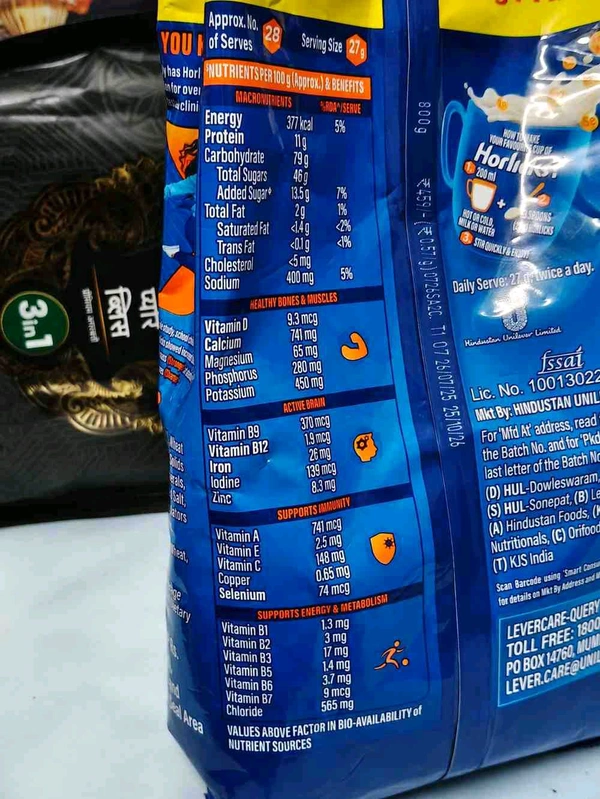 Approx. No. of Serves 28 Serving Size 27g
*NUTRIENTS PER 100 g (Approx.) & BENEFITS
MACRONUTRIENTS %RDA^/SERVE
Energy 377 kcal 5%
Protein 11 g
Carbohydrate 79 g
Total Sugars 46 g
Added Sugar 13.5 g 7%
Total Fat 2 g 1%
Saturated Fat <1.4 g <2%
Trans Fat <0.1 g <1%
Cholesterol <5 mg
Sodium 400 mg 5%
HEALTHY BONES & MUSCLES
Vitamin D 9.3 mcg
Calcium 741 mg
Magnesium 65 mg
Phosphorus 280 mg
Potassium 450 mg
ACTIVE BRAIN
Vitamin B9 370 mcg
Vitamin B12 1.9 mcg
Iron 26 mg
Iodine 139 mcg
Zinc 8.3 mg
SUPPORTS IMMUNITY
Vitamin A 741 mcg
Vitamin E 2.5 mg
Vitamin C 148 mg
Copper 0.65 mg
Selenium 74 mcg
SUPPORTS ENERGY & METABOLISM
Vitamin B1 1.3 mg
Vitamin B2 3 mg
Vitamin B3 17 mg
Vitamin B5 1.4 mg
Vitamin B6 3.7 mg
Vitamin B7 9 mcg
Chloride 565 mg
VALUES ABOVE FACTOR IN BIO-AVAILABILITY of
NUTRIENT SOURCES
800g
₹459/- (₹0.57/g)
HOW TO MAKE
YOUR FAVOURITE CUP OF
Horlicks
1. 200 ml
HOT OR COLD,
MILK OR WATER
3. STIR QUICKLY & ENJOY!
Daily Serve: 27 g, twice a day.
Hindustan Unilever Limited
fssai
Lic. No. 10013022
Mkt By: HINDUSTAN UNIL
For 'Mfd At' address, read
the Batch No. and for 'Pkd
last letter of the Batch No
(D) HUL-Dowleswaram,
(S) HUL-Sonepat, (B) Le
(A) Hindustan Foods, (K
Nutritionals, (C) Orifood
(T) KJS India
Scan Barcode using 'Smart Consu
for details on Mkt By Address and M
LEVERCARE-QUERY
TOLL FREE: 1800
PO BOX 14760, MUM
LEVER.CARE@UNIL
3 in 1